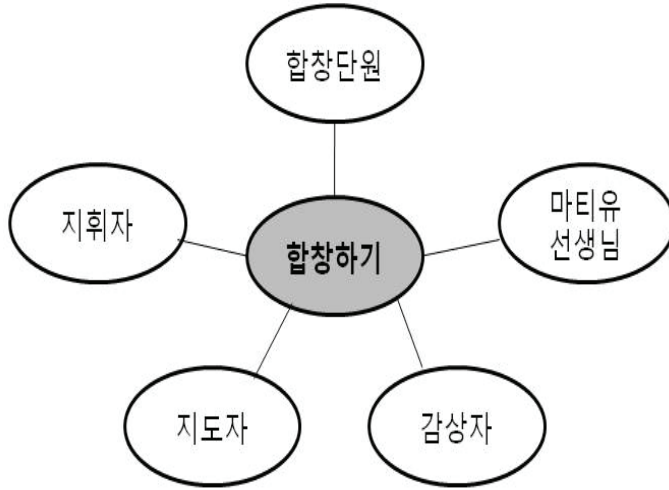 합창단원
지휘자
마티유
선생님
합창하기
지도자
감상자